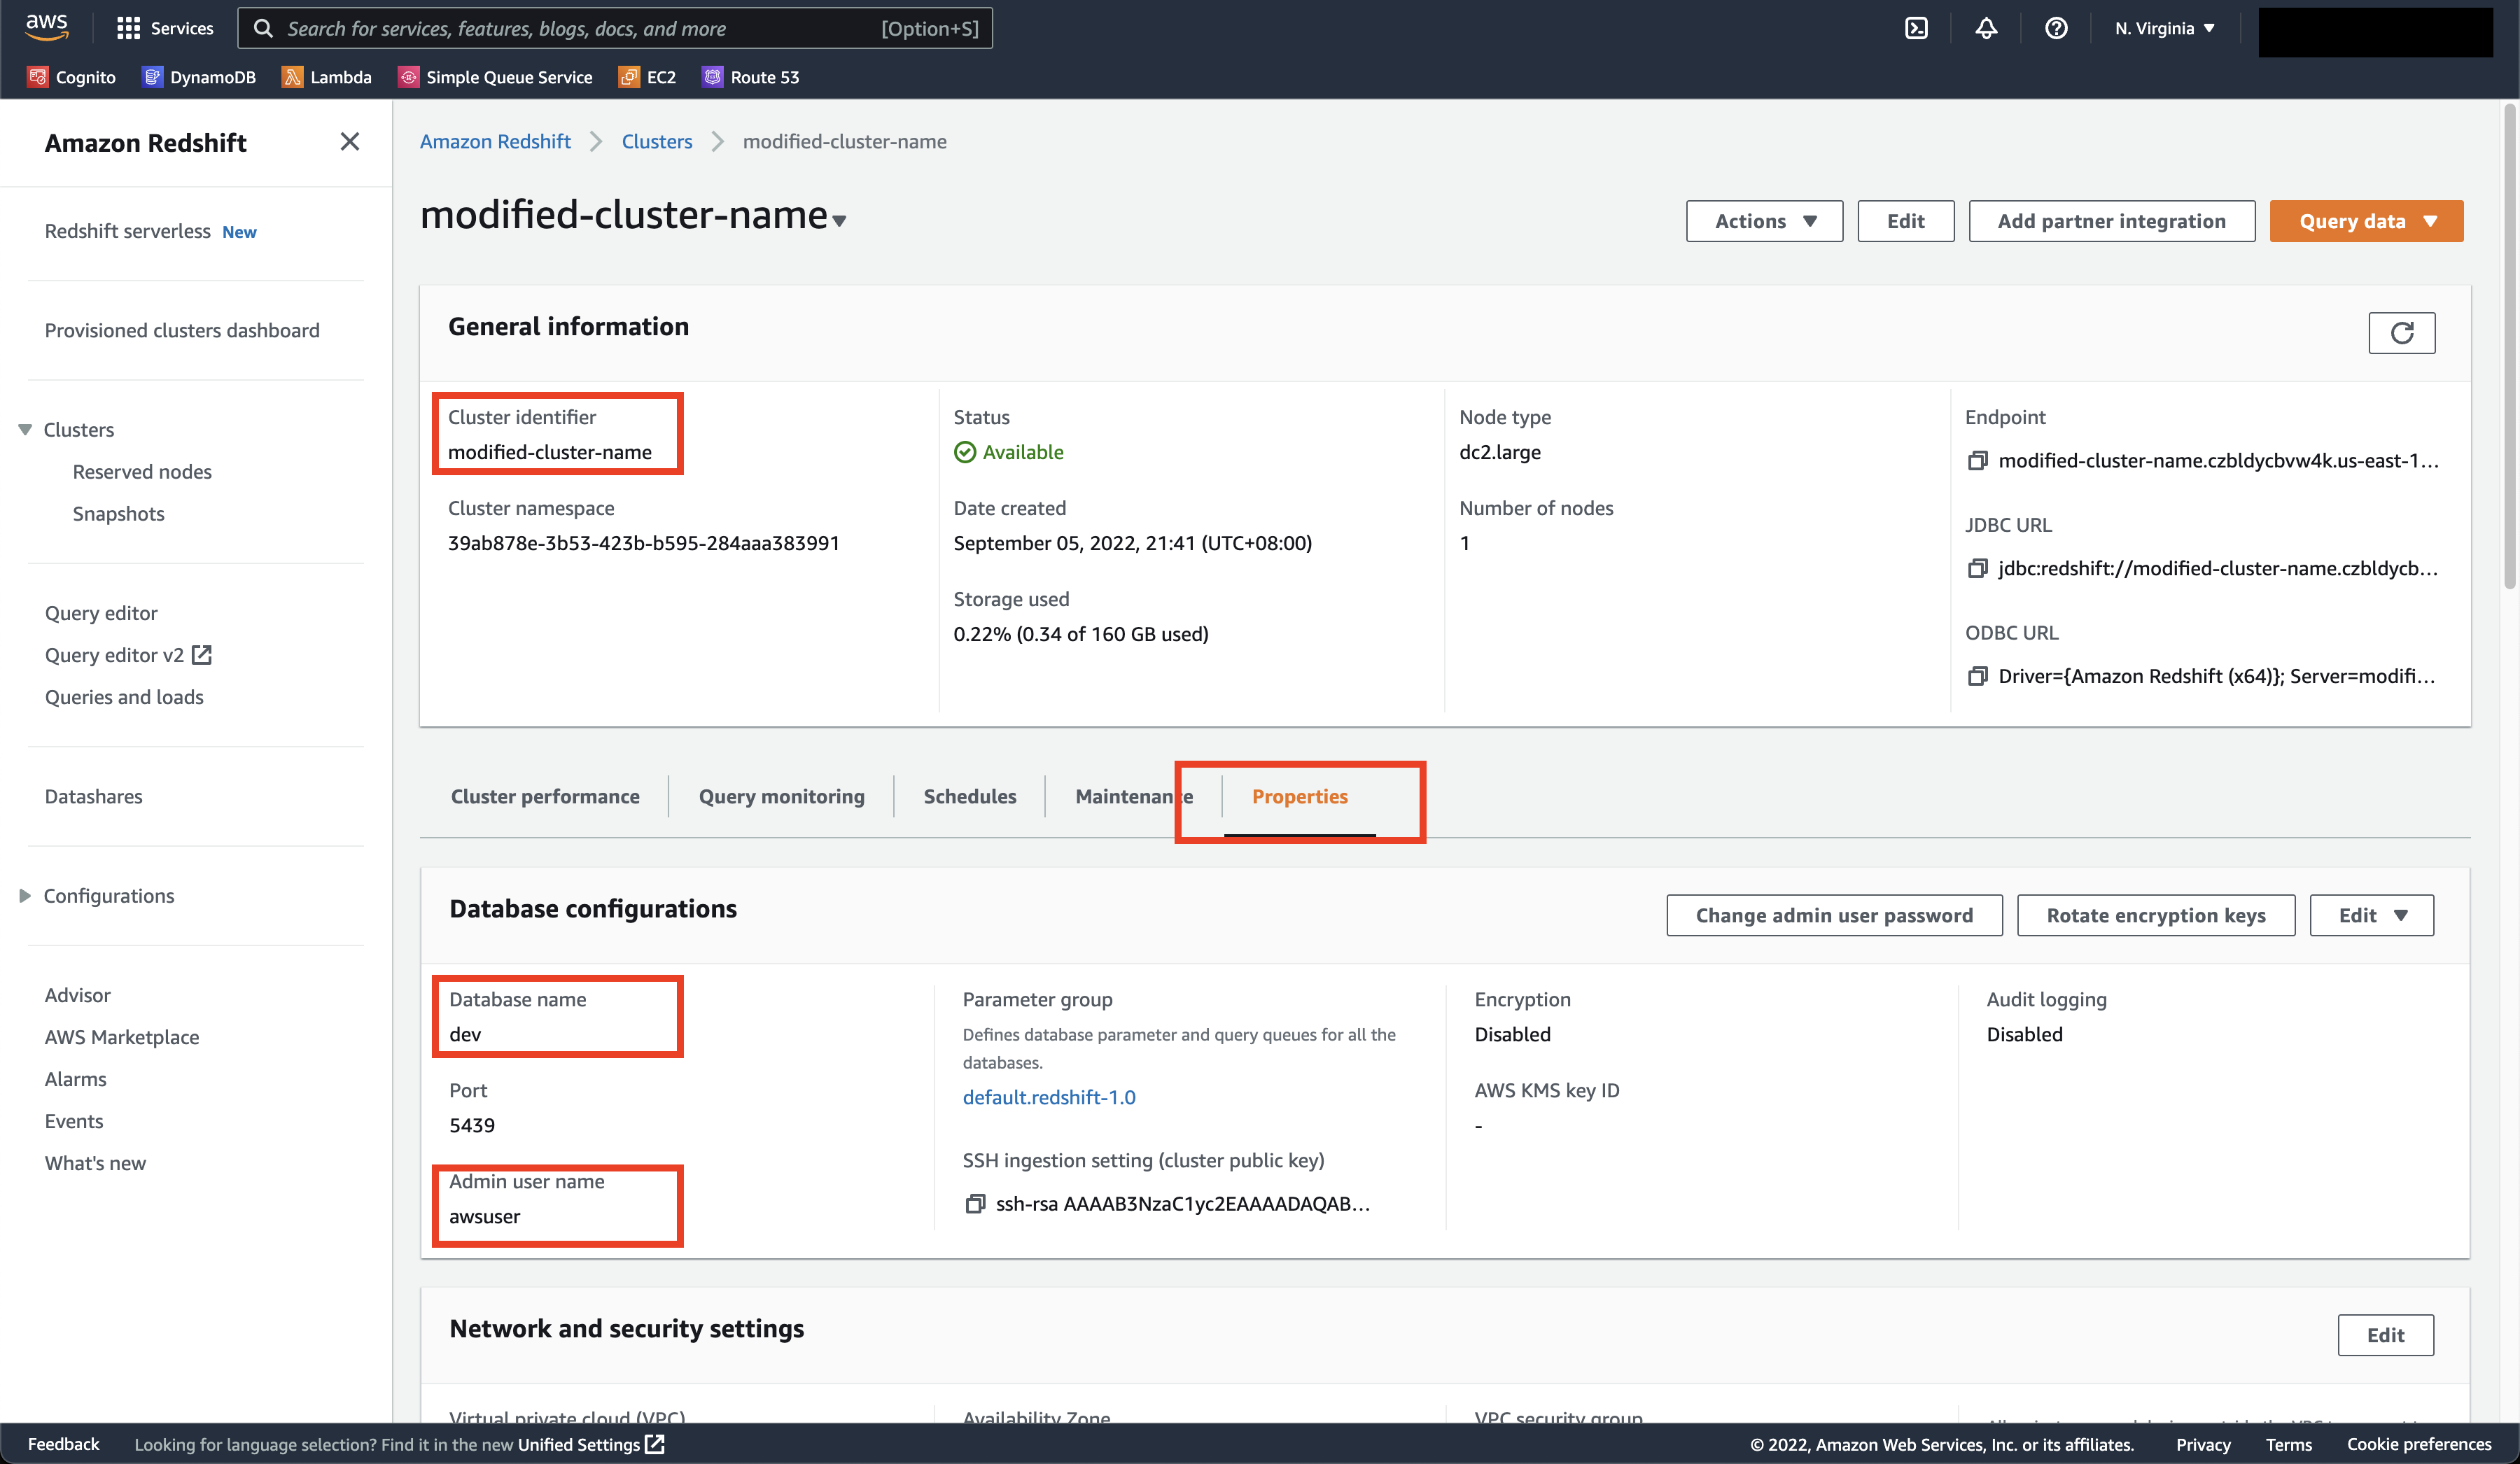 aws
Services
Search for services, features, blogs, docs, and more [Option+S]
N. Virginia
Cognito DynamoDB Lambda Simple Queue Service EC2 Route 53
Amazon Redshift
Redshift serverless New
Provisioned clusters dashboard
Clusters
Reserved nodes
Snapshots
Query editor
Query editor v2
Queries and loads
Datashares
Configurations
Advisor
AWS Marketplace
Alarms
Events
What's new
Amazon Redshift Clusters modified-cluster-name
modified-cluster-name
Actions Edit Add partner integration Query data
General information
Cluster identifier
modified-cluster-name
Cluster namespace
39ab878e-3b53-423b-b595-284aaa383991
Status
Available
Date created
September 05, 2022, 21:41 (UTC+08:00)
Storage used
0.22% (0.34 of 160 GB used)
Node type
dc2.large
Number of nodes
1
Endpoint
modified-cluster-name.czbldycbvw4k.us-east-1...
JDBC URL
jdbc:redshift://modified-cluster-name.czbldycb...
ODBC URL
Driver={Amazon Redshift (x64)}; Server=modifi...
Cluster performance Query monitoring Schedules Maintenance Properties
Database configurations
Change admin user password Rotate encryption keys Edit
Database name
dev
Port
5439
Admin user name
awsuser
Parameter group
Defines database parameter and query queues for all the
databases.
default.redshift-1.0
SSH ingestion setting (cluster public key)
ssh-rsa AAAAB3NzaC1yc2EAAAADAQAB...
Encryption
Disabled
AWS KMS key ID
-
Audit logging
Disabled
Network and security settings
Edit
Virtual private cloud (VPC)
Availability Zone
VPC security group
Feedback Looking for language selection? Find it in the new Unified Settings
© 2022, Amazon Web Services, Inc. or its affiliates. Privacy Terms Cookie preferences